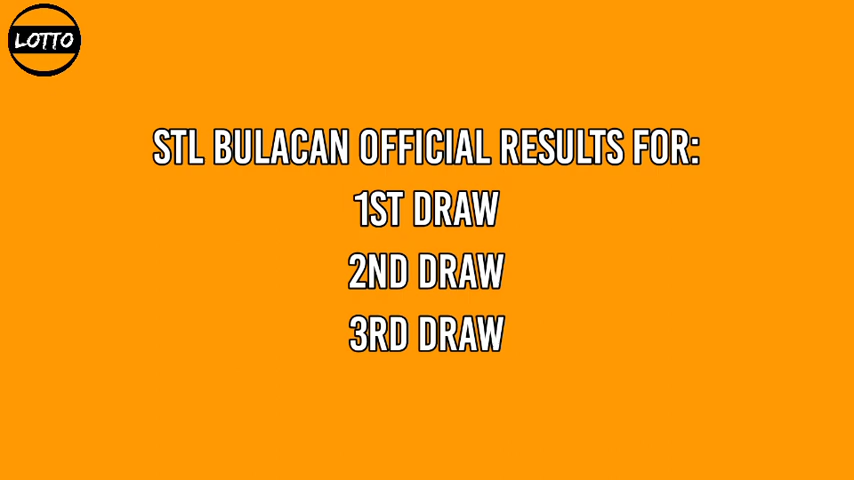 LOTTO
STL BULACAN OFFICIAL RESULTS FOR:
1ST DRAW
2ND DRAW
3RD DRAW